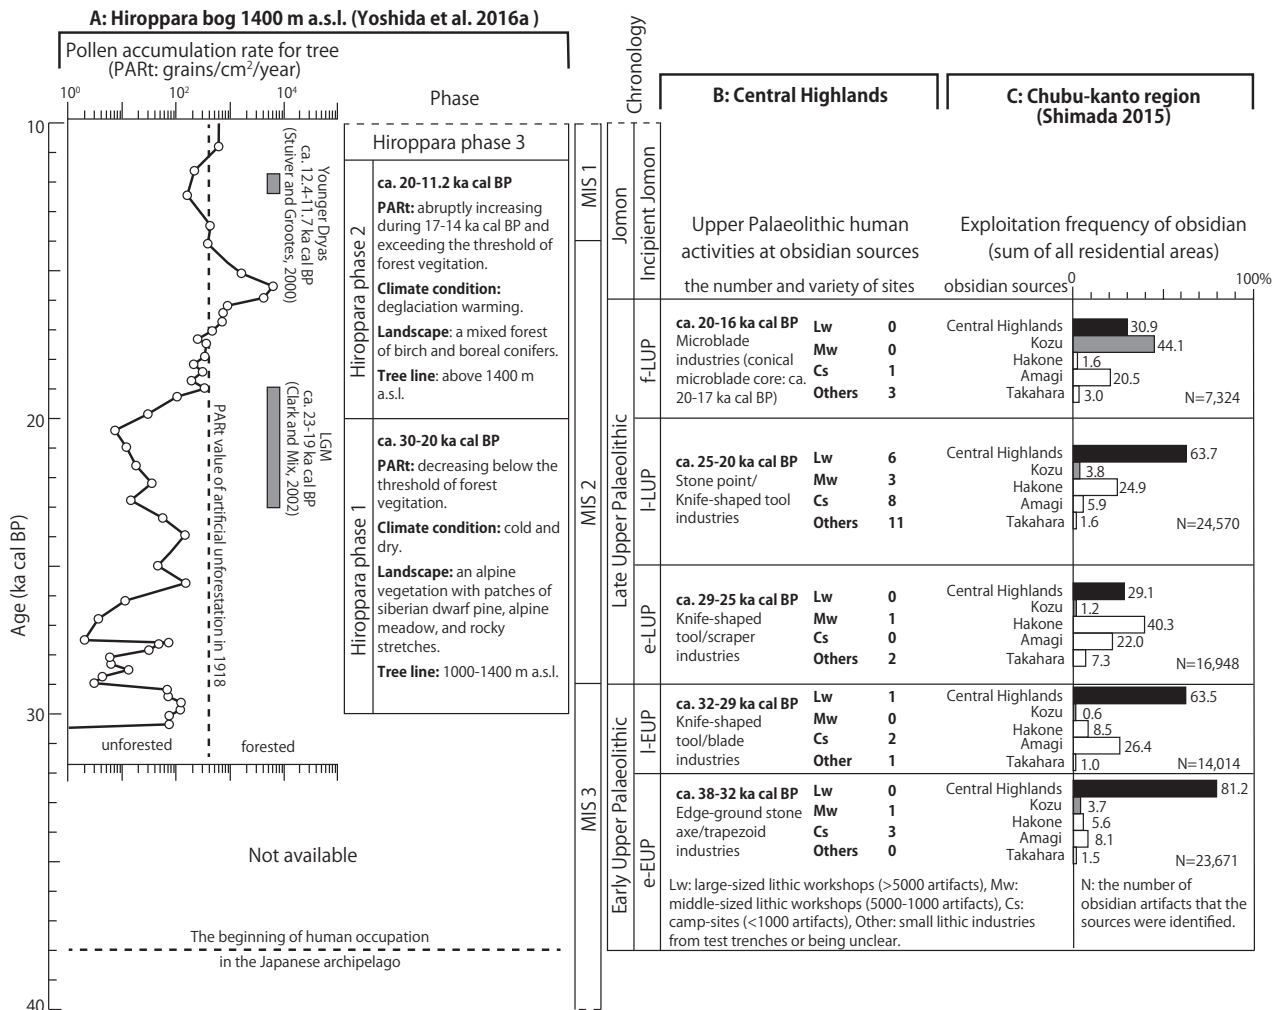 A: Hiroppara bog 1400 m a.s.l. (Yoshida et al. 2016a )
Pollen accumulation rate for tree
(PARt: grains/cm²/year)
10⁰ 10² 10⁴
Phase
Age (ka cal BP)
10
20
30
40
Younger Dryas
ca. 12.4-11.7 ka cal BP
(Stuiver and Grootes, 2000)
LGM
ca. 23-19 ka cal BP
(Clark and Mix, 2002)
PARt value of artificial unforestation in 1918
unforested
forested
Not available
The beginning of human occupation
in the Japanese archipelago
Hiroppara phase 3
Hiroppara phase 2
ca. 20-11.2 ka cal BP
PARt: abruptly increasing
during 17-14 ka cal BP and
exceeding the threshold of
forest vegitation.
Climate condition:
deglaciation warming.
Landscape: a mixed forest
of birch and boreal conifers.
Tree line: above 1400 m
a.s.l.
Hiroppara phase 1
ca. 30-20 ka cal BP
PARt: decreasing below the
threshold of forest
vegitation.
Climate condition: cold and
dry.
Landscape: an alpine
vegetation with patches of
siberian dwarf pine, alpine
meadow, and rocky
stretches.
Tree line: 1000-1400 m a.s.l.
MIS 1
MIS 2
MIS 3
Chronology
Jomon
Incipient Jomon
Late Upper Palaeolithic
f-LUP
l-LUP
e-LUP
Early Upper Palaeolithic
l-EUP
e-EUP
B: Central Highlands
Upper Palaeolithic human
activities at obsidian sources
the number and variety of sites
ca. 20-16 ka cal BP
Microblade
industries (conical
microblade core: ca.
20-17 ka cal BP)
Lw 0
Mw 0
Cs 1
Others 3
ca. 25-20 ka cal BP
Stone point/
Knife-shaped tool
industries
Lw 6
Mw 3
Cs 8
Others 11
ca. 29-25 ka cal BP
Knife-shaped
tool/scraper
industries
Lw 0
Mw 1
Cs 0
Others 2
ca. 32-29 ka cal BP
Knife-shaped
tool/blade
industries
Lw 1
Mw 0
Cs 2
Other 1
ca. 38-32 ka cal BP
Edge-ground stone
axe/trapezoid
industries
Lw 0
Mw 1
Cs 3
Others 0
Lw: large-sized lithic workshops (>5000 artifacts), Mw:
middle-sized lithic workshops (5000-1000 artifacts), Cs:
camp-sites (<1000 artifacts), Other: small lithic industries
from test trenches or being unclear.
C: Chubu-kanto region
(Shimada 2015)
Exploitation frequency of obsidian
(sum of all residential areas)
obsidian sources
0 100%
Central Highlands 30.9
Kozu 44.1
Hakone 1.6
Amagi 20.5
Takahara 3.0
N=7,324
Central Highlands 63.7
Kozu 3.8
Hakone 24.9
Amagi 5.9
Takahara 1.6
N=24,570
Central Highlands 29.1
Kozu 1.2
Hakone 40.3
Amagi 22.0
Takahara 7.3
N=16,948
Central Highlands 63.5
Kozu 0.6
Hakone 8.5
Amagi 26.4
Takahara 1.0
N=14,014
Central Highlands 81.2
Kozu 3.7
Hakone 5.6
Amagi 8.1
Takahara 1.5
N=23,671
N: the number of
obsidian artifacts that the
sources were identified.